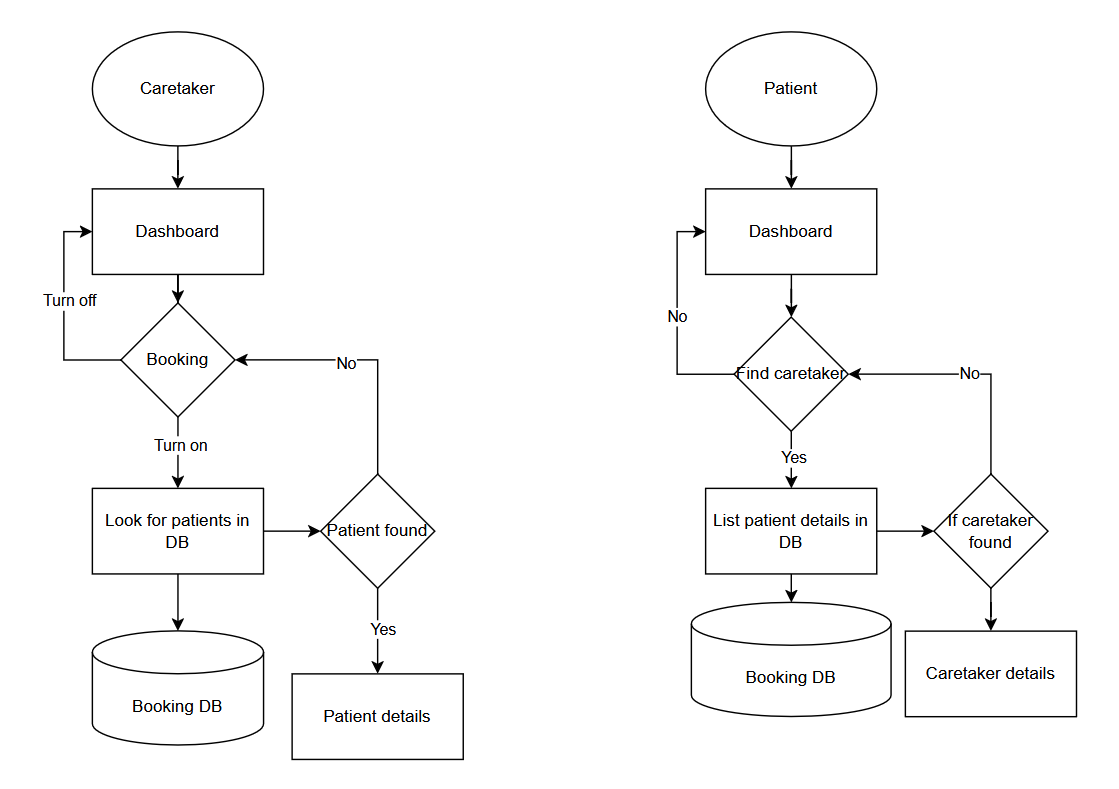 Caretaker
Dashboard
Turn off
Booking
No
Turn on
Look for patients in
DB
Patient found
Yes
Booking DB
Patient details
Patient
Dashboard
No
Find caretaker
No
Yes
List patient details in
DB
If caretaker
found
Booking DB
Caretaker details